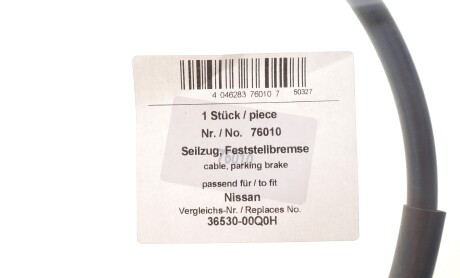 4 046283 76010 7 50327
1 Stück / piece
Nr. / No. 76010
Seilzug, Feststellbremse
cable, parking brake
passend für / to fit
Nissan
Vergleichs-Nr. / Replaces No.
36530-00Q0H